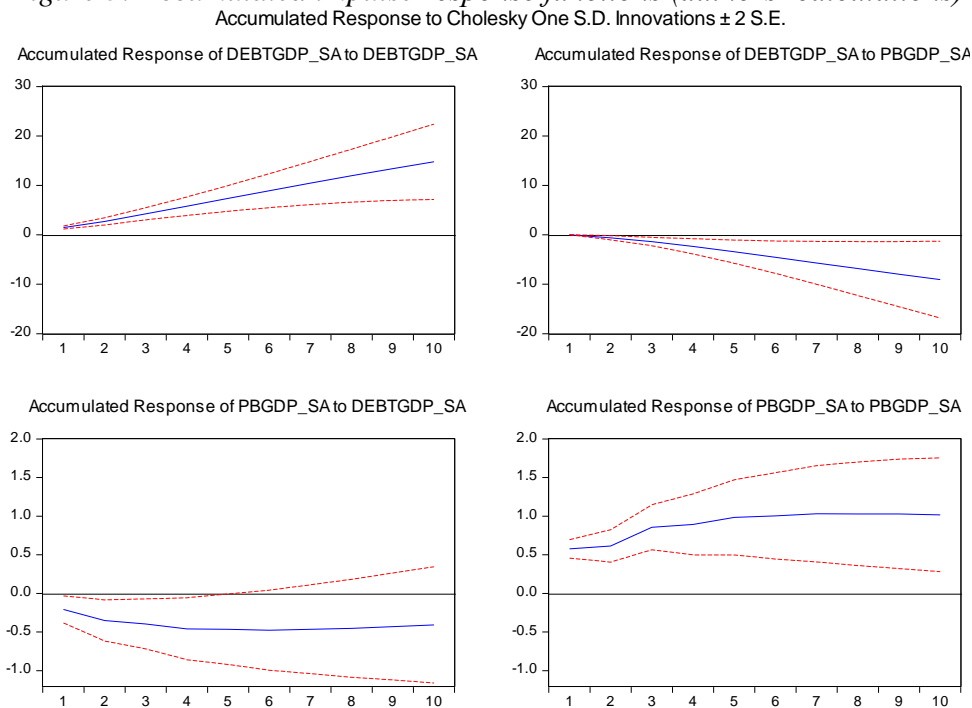 Accumulated Response to Cholesky One S.D. Innovations ± 2 S.E.
Accumulated Response of DEBTGDP_SA to DEBTGDP_SA
30
20
10
0
-10
-20
1 2 3 4 5 6 7 8 9 10
Accumulated Response of DEBTGDP_SA to PBGDP_SA
30
20
10
0
-10
-20
1 2 3 4 5 6 7 8 9 10
Accumulated Response of PBGDP_SA to DEBTGDP_SA
2.0
1.5
1.0
0.5
0.0
-0.5
-1.0
1 2 3 4 5 6 7 8 9 10
Accumulated Response of PBGDP_SA to PBGDP_SA
2.0
1.5
1.0
0.5
0.0
-0.5
-1.0
1 2 3 4 5 6 7 8 9 10